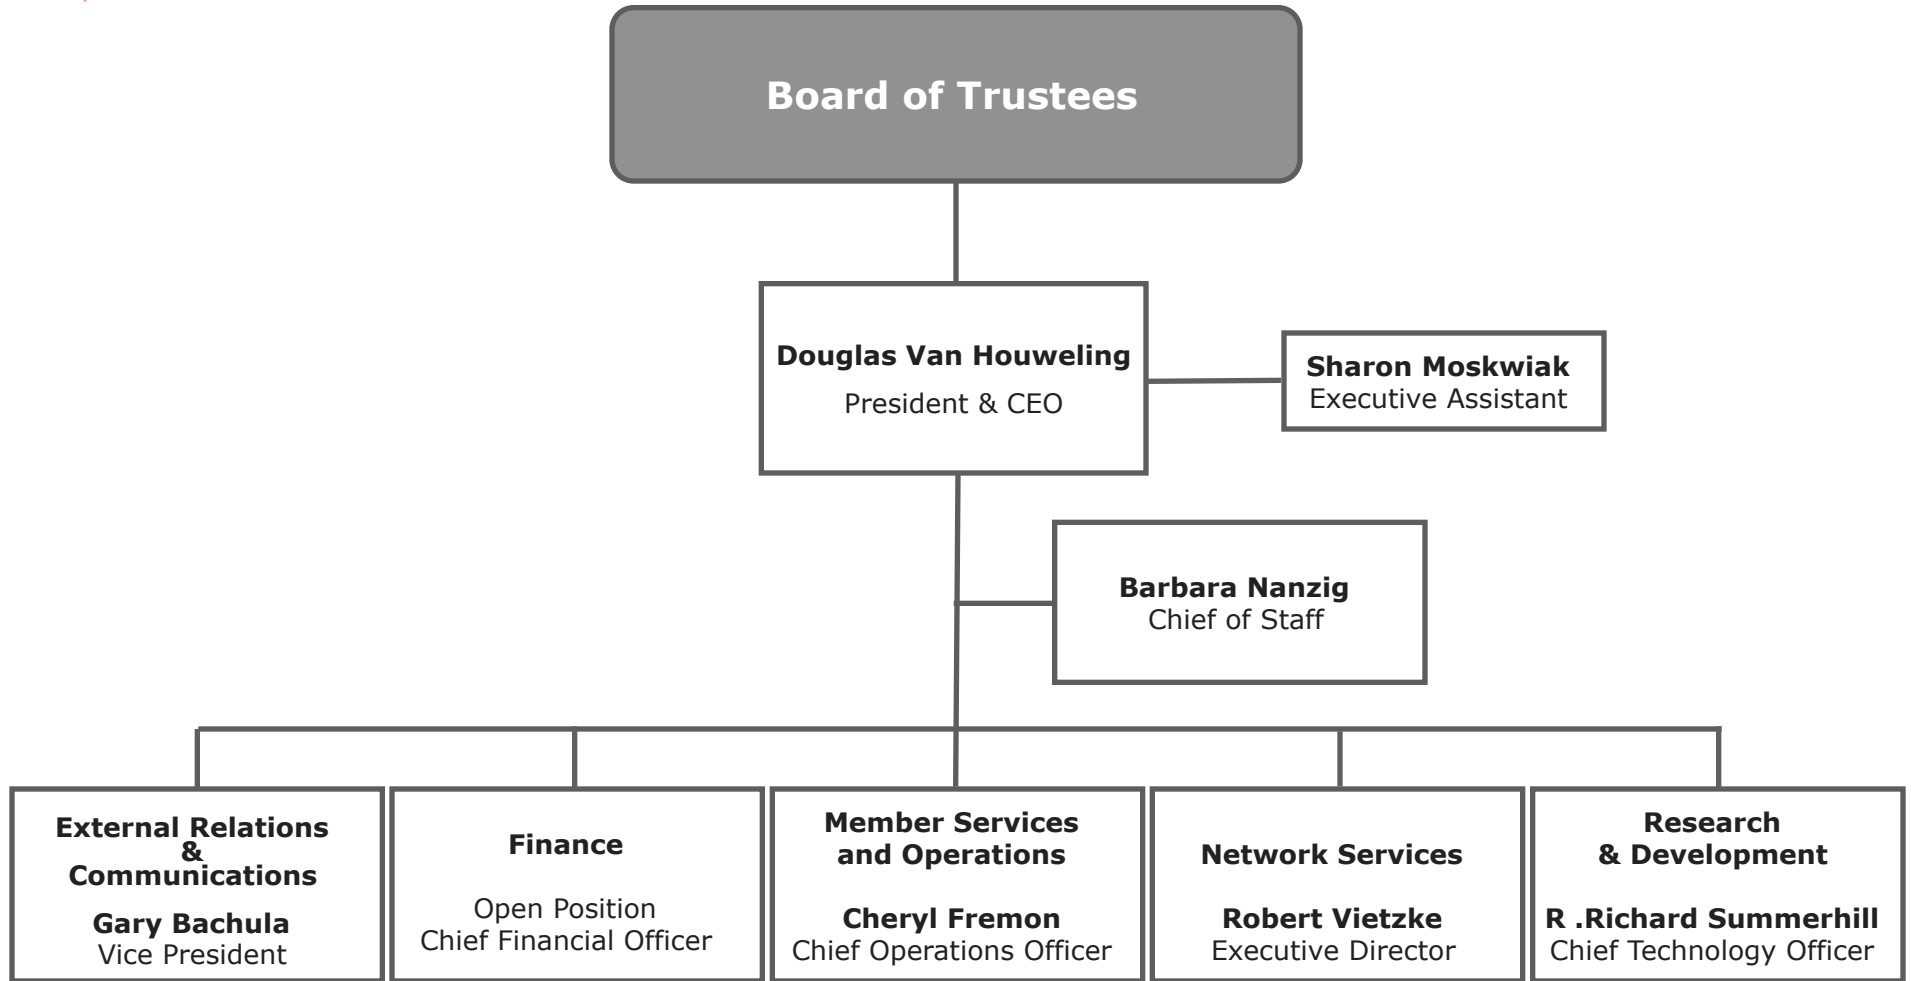 Board of Trustees
Douglas Van Houweling
President & CEO
Sharon Moskwiak
Executive Assistant
Barbara Nanzig
Chief of Staff
External Relations
&
Communications
Gary Bachula
Vice President
Finance
Open Position
Chief Financial Officer
Member Services
and Operations
Cheryl Fremon
Chief Operations Officer
Network Services
Robert Vietzke
Executive Director
Research
& Development
R .Richard Summerhill
Chief Technology Officer